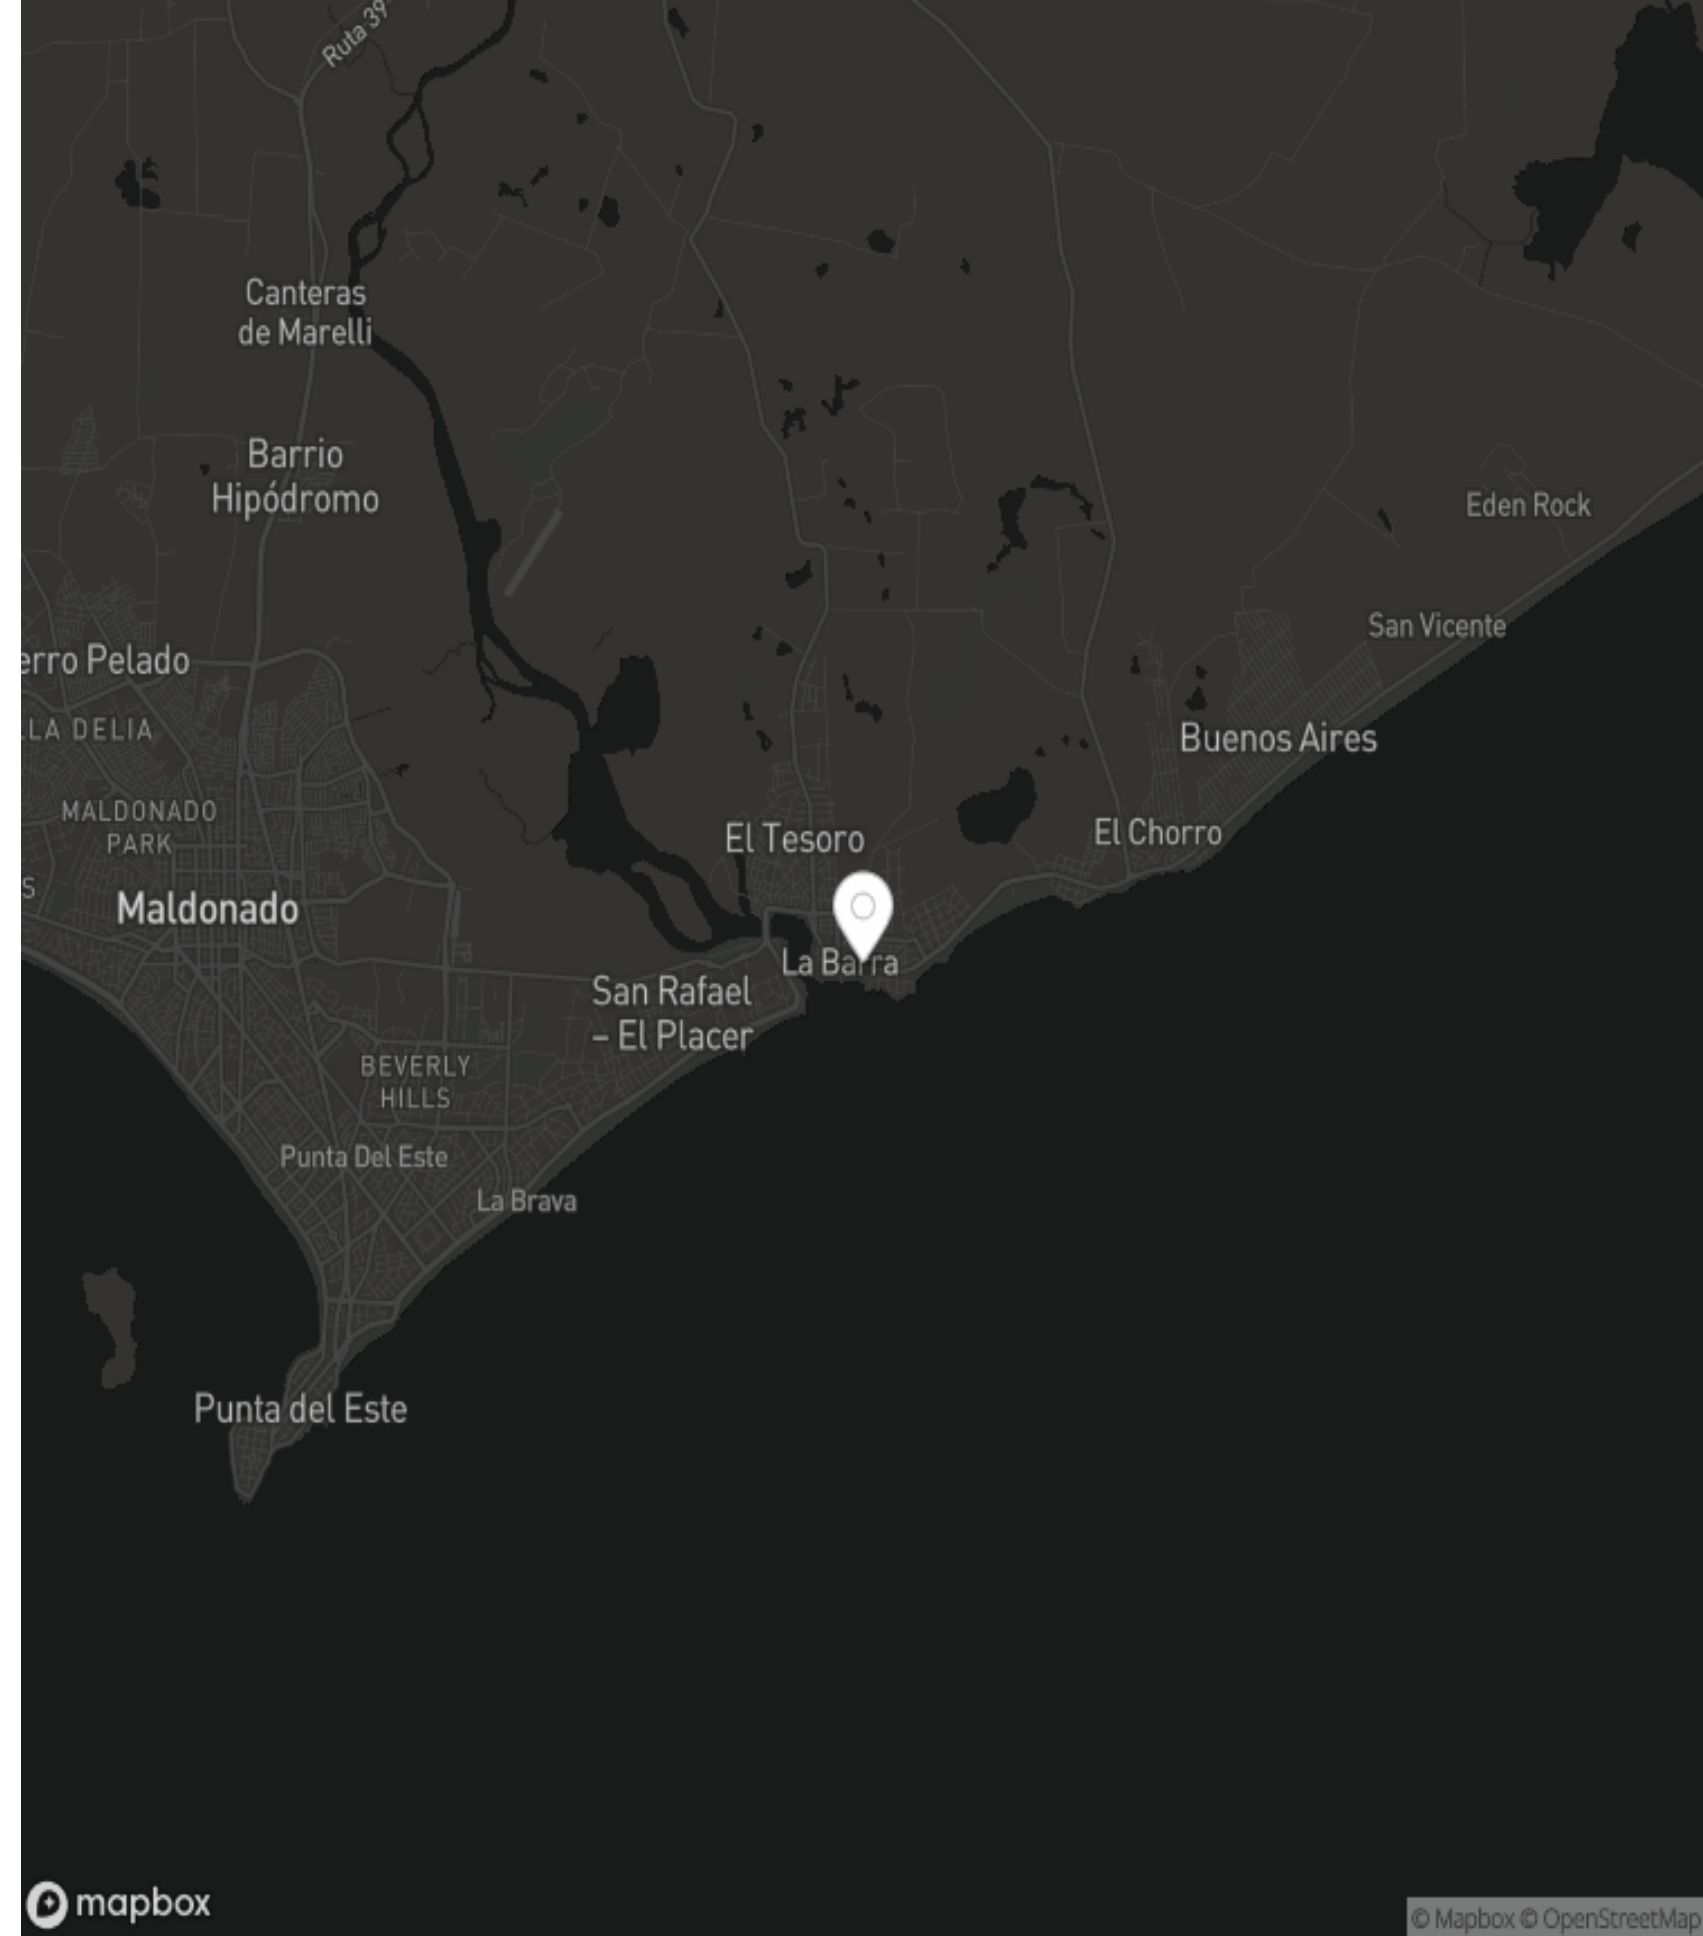 Ruta 39
Canteras
de Marelli
Barrio
Hipódromo
Eden Rock
San Vicente
erro Pelado
LA DELIA
Buenos Aires
MALDONADO
PARK
El Tesoro
El Chorro
S
Maldonado
La Barra
San Rafael
– El Placer
BEVERLY
HILLS
Punta Del Este
La Brava
Punta del Este
mapbox
© Mapbox © OpenStreetMap